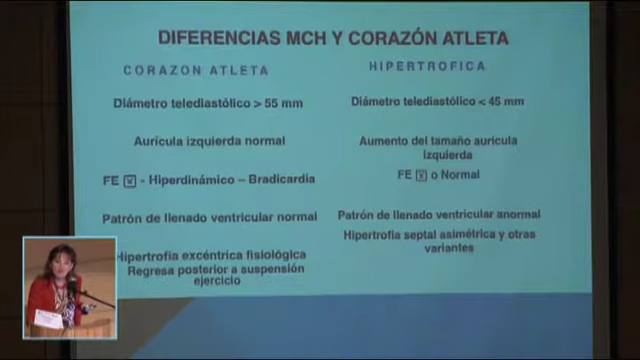 DIFERENCIAS MCH Y CORAZÓN ATLETA
CORAZON ATLETA
Diámetro telediastólico > 55 mm
Aurícula izquierda normal
FE - Hiperdinámico – Bradicardia
Patrón de llenado ventricular normal
Hipertrofia excéntrica fisiológica
Regresa posterior a suspensión
ejercicio
HIPERTROFICA
Diámetro telediastólico < 45 mm
Aumento del tamaño aurícula
izquierda
FE o Normal
Patrón de llenado ventricular anormal
Hipertrofia septal asimétrica y otras
variantes